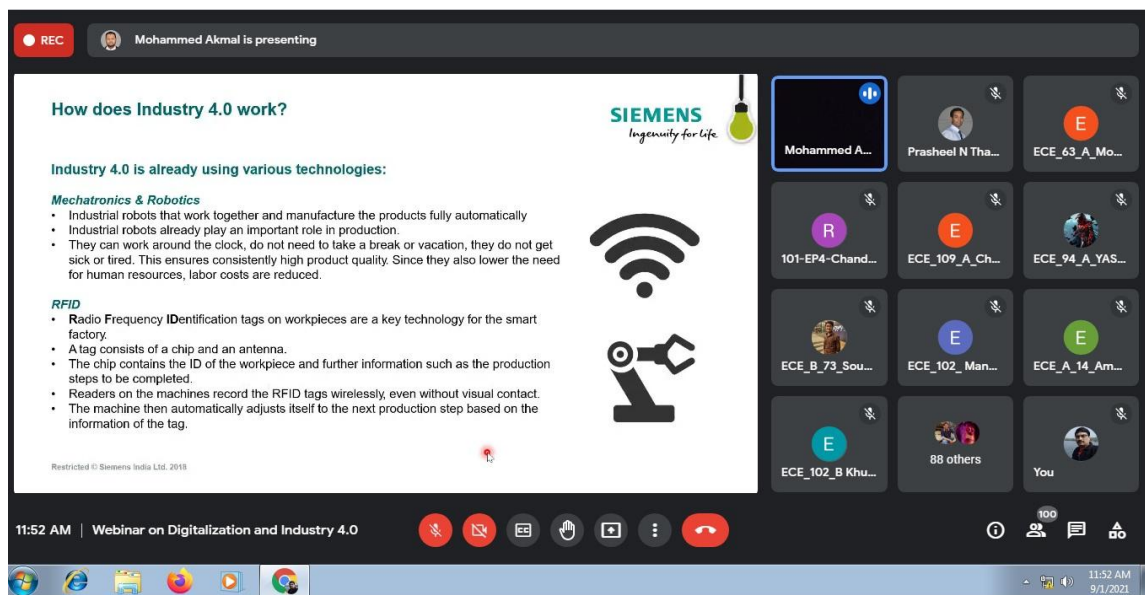 REC
Mohammed Akmal is presenting
How does Industry 4.0 work?
SIEMENS
Ingenuity for life
Industry 4.0 is already using various technologies:
Mechatronics & Robotics
• Industrial robots that work together and manufacture the products fully automatically
• Industrial robots already play an important role in production.
• They can work around the clock, do not need to take a break or vacation, they do not get
sick or tired. This ensures consistently high product quality. Since they also lower the need
for human resources, labor costs are reduced.
RFID
• Radio Frequency IDentification tags on workpieces are a key technology for the smart
factory.
• A tag consists of a chip and an antenna.
• The chip contains the ID of the workpiece and further information such as the production
steps to be completed.
• Readers on the machines record the RFID tags wirelessly, even without visual contact.
• The machine then automatically adjusts itself to the next production step based on the
information of the tag.
Restricted © Siemens India Ltd. 2018
Mohammed A...
Prasheel N Tha...
E
ECE_63_A_Mo...
R
101-EP4-Chand...
E
ECE_109_A_Ch...
ECE_94_A_YAS...
ECE_B_73_Sou...
E
ECE_102_ Man...
E
ECE_A_14_Am...
E
ECE_102_B Khu...
88 others
You
11:52 AM | Webinar on Digitalization and Industry 4.0
CC
100
11:52 AM
9/1/2021